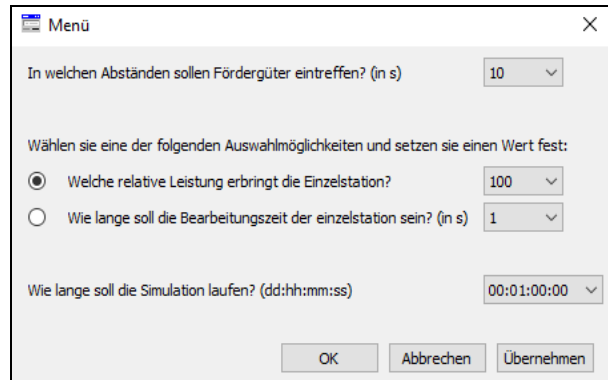 Menü
In welchen Abständen sollen Fördergüter eintreffen? (in s) 10
Wählen sie eine der folgenden Auswahlmöglichkeiten und setzen sie einen Wert fest:
Welche relative Leistung erbringt die Einzelstation? 100
Wie lange soll die Bearbeitungszeit der einzelstation sein? (in s) 1
Wie lange soll die Simulation laufen? (dd:hh:mm:ss) 00:01:00:00
OK Abbrechen Übernehmen